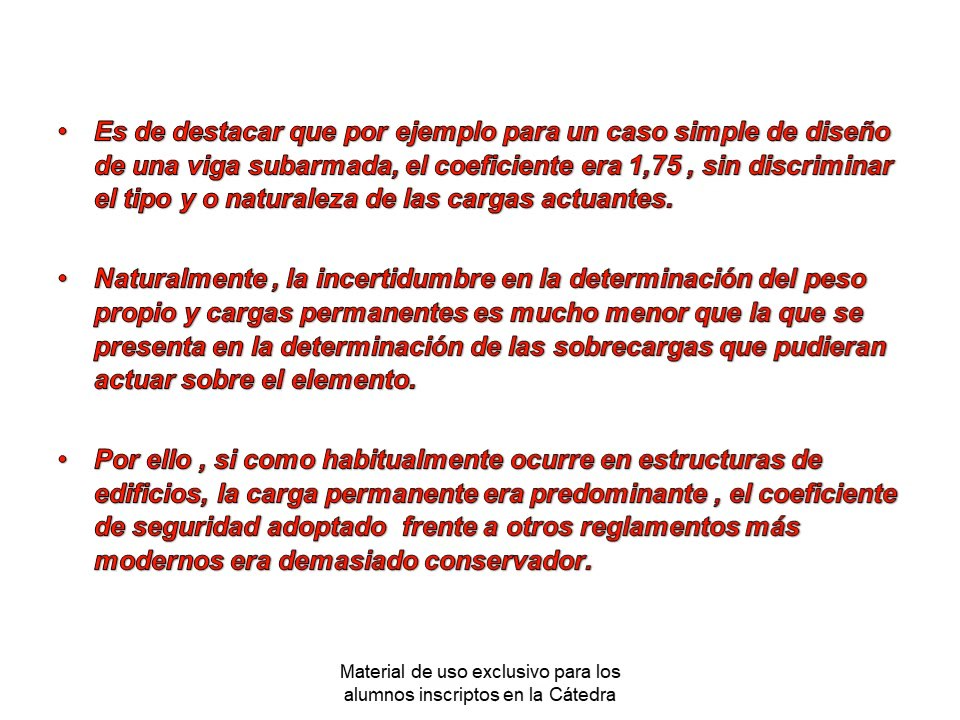 • Es de destacar que por ejemplo para un caso simple de diseño
de una viga subarmada, el coeficiente era 1,75 , sin discriminar
el tipo y o naturaleza de las cargas actuantes.
• Naturalmente , la incertidumbre en la determinación del peso
propio y cargas permanentes es mucho menor que la que se
presenta en la determinación de las sobrecargas que pudieran
actuar sobre el elemento.
• Por ello , si como habitualmente ocurre en estructuras de
edificios, la carga permanente era predominante , el coeficiente
de seguridad adoptado  frente a otros reglamentos más
modernos era demasiado conservador.
Material de uso exclusivo para los
alumnos inscriptos en la Cátedra